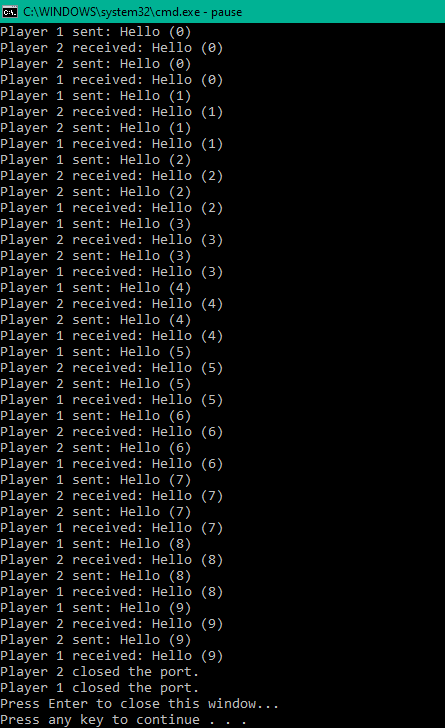 C:\WINDOWS\system32\cmd.exe - pause
Player 1 sent: Hello (0)
Player 2 received: Hello (0)
Player 2 sent: Hello (0)
Player 1 received: Hello (0)
Player 1 sent: Hello (1)
Player 2 received: Hello (1)
Player 2 sent: Hello (1)
Player 1 received: Hello (1)
Player 1 sent: Hello (2)
Player 2 received: Hello (2)
Player 2 sent: Hello (2)
Player 1 received: Hello (2)
Player 1 sent: Hello (3)
Player 2 received: Hello (3)
Player 2 sent: Hello (3)
Player 1 received: Hello (3)
Player 1 sent: Hello (4)
Player 2 received: Hello (4)
Player 2 sent: Hello (4)
Player 1 received: Hello (4)
Player 1 sent: Hello (5)
Player 2 received: Hello (5)
Player 2 sent: Hello (5)
Player 1 received: Hello (5)
Player 1 sent: Hello (6)
Player 2 received: Hello (6)
Player 2 sent: Hello (6)
Player 1 received: Hello (6)
Player 1 sent: Hello (7)
Player 2 received: Hello (7)
Player 2 sent: Hello (7)
Player 1 received: Hello (7)
Player 1 sent: Hello (8)
Player 2 received: Hello (8)
Player 2 sent: Hello (8)
Player 1 received: Hello (8)
Player 1 sent: Hello (9)
Player 2 received: Hello (9)
Player 2 sent: Hello (9)
Player 1 received: Hello (9)
Player 2 closed the port.
Player 1 closed the port.
Press Enter to close this window...
Press any key to continue . . .